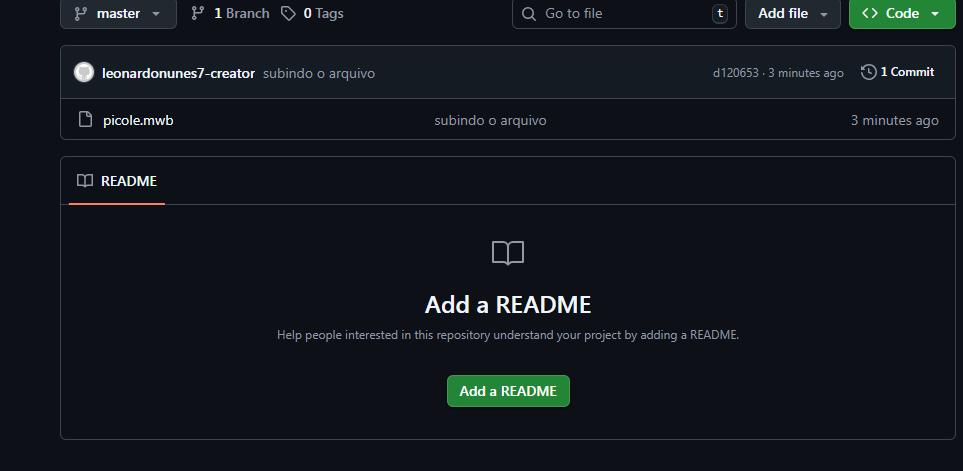 master 1 Branch 0 Tags Go to file t Add file Code
leonardonunes7-creator subindo o arquivo d120653 · 3 minutes ago 1 Commit
picole.mwb subindo o arquivo 3 minutes ago
README
Add a README
Help people interested in this repository understand your project by adding a README.
Add a README